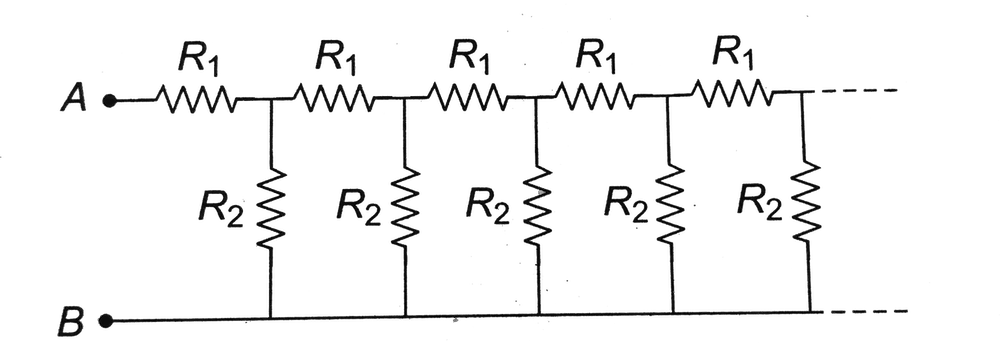 R₁ R₁ R₁ R₁ R₁
A
R₂ R₂ R₂ R₂ R₂
B